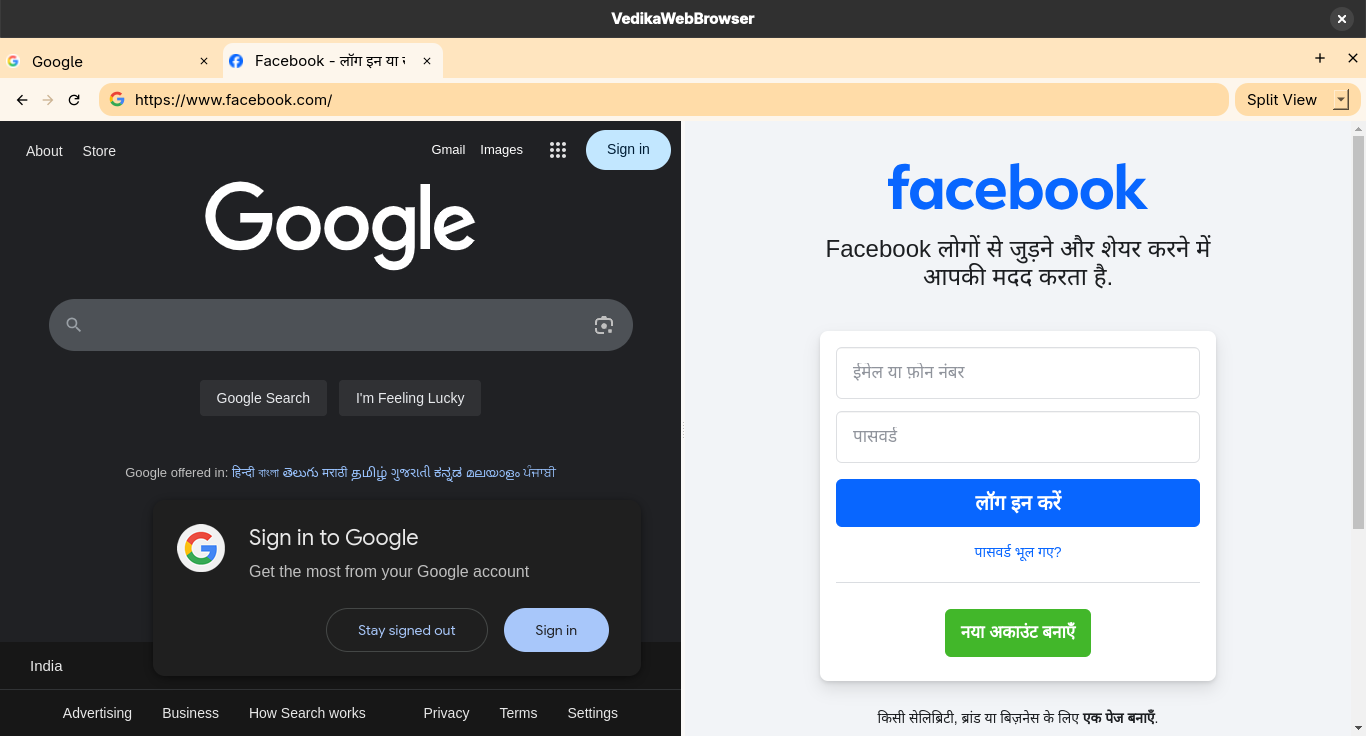 VedikaWebBrowser
Google
Facebook - लॉग इन या
https://www.facebook.com/
Split View
About Store
Gmail Images Sign in
Google
Google Search I'm Feeling Lucky
Google offered in: हिन्दी বাংলা తెలుగు मराठी தமிழ் ગુજરાતી ಕನ್ನಡ മലയാളം ਪੰਜਾਬੀ
Sign in to Google
Get the most from your Google account
Stay signed out Sign in
India
Advertising Business How Search works Privacy Terms Settings
facebook
Facebook लोगों से जुड़ने और शेयर करने में
आपकी मदद करता है.
ईमेल या फ़ोन नंबर
पासवर्ड
लॉग इन करें
पासवर्ड भूल गए?
नया अकाउंट बनाएँ
किसी सेलिब्रिटी, ब्रांड या बिज़नेस के लिए एक पेज बनाएँ.